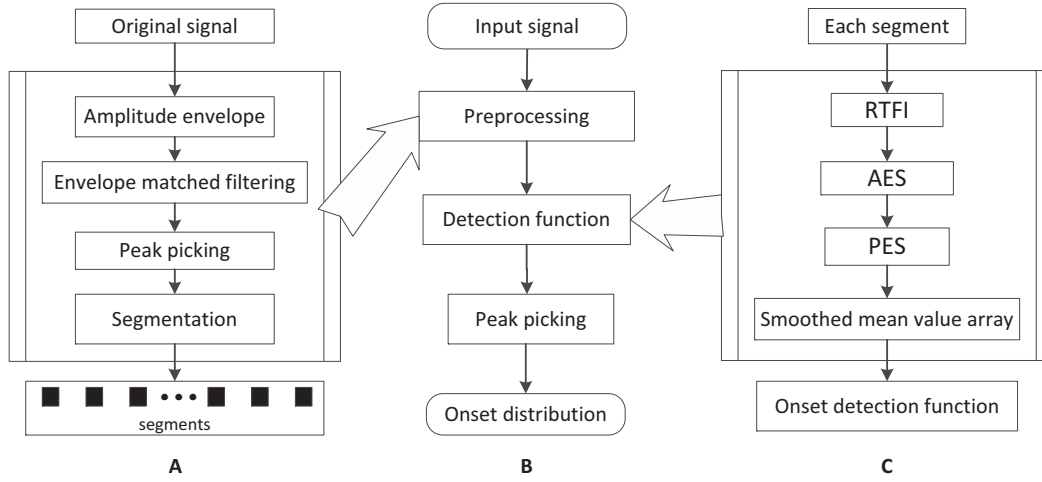 Original signal
Amplitude envelope
Envelope matched filtering
Peak picking
Segmentation
segments
A
Input signal
Preprocessing
Detection function
Peak picking
Onset distribution
B
Each segment
RTFI
AES
PES
Smoothed mean value array
Onset detection function
C